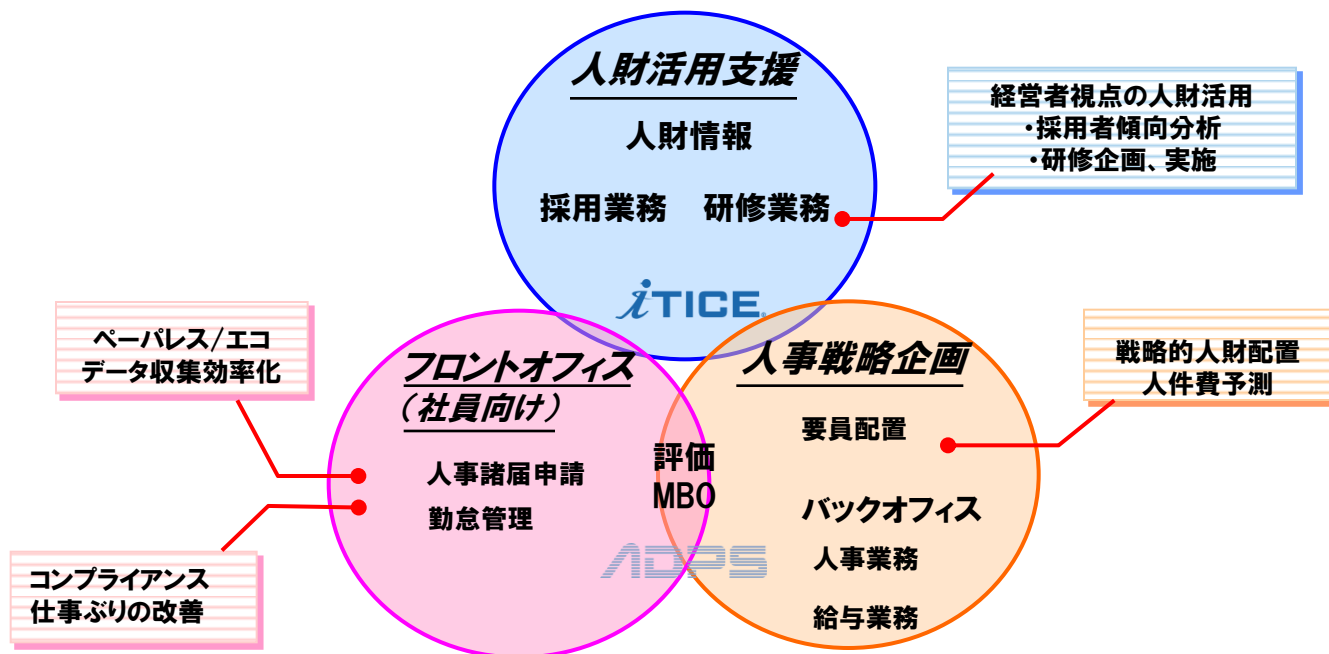 人財活用支援
人財情報
採用業務 研修業務
iTICE
経営者視点の人財活用
・採用者傾向分析
・研修企画、実施
ペーパレス/エコ
データ収集効率化
フロントオフィス
(社員向け)
人事諸届申請
勤怠管理
コンプライアンス
仕事ぶりの改善
評価
MBO
ADPS
人事戦略企画
要員配置
バックオフィス
人事業務
給与業務
戦略的人財配置
人件費予測